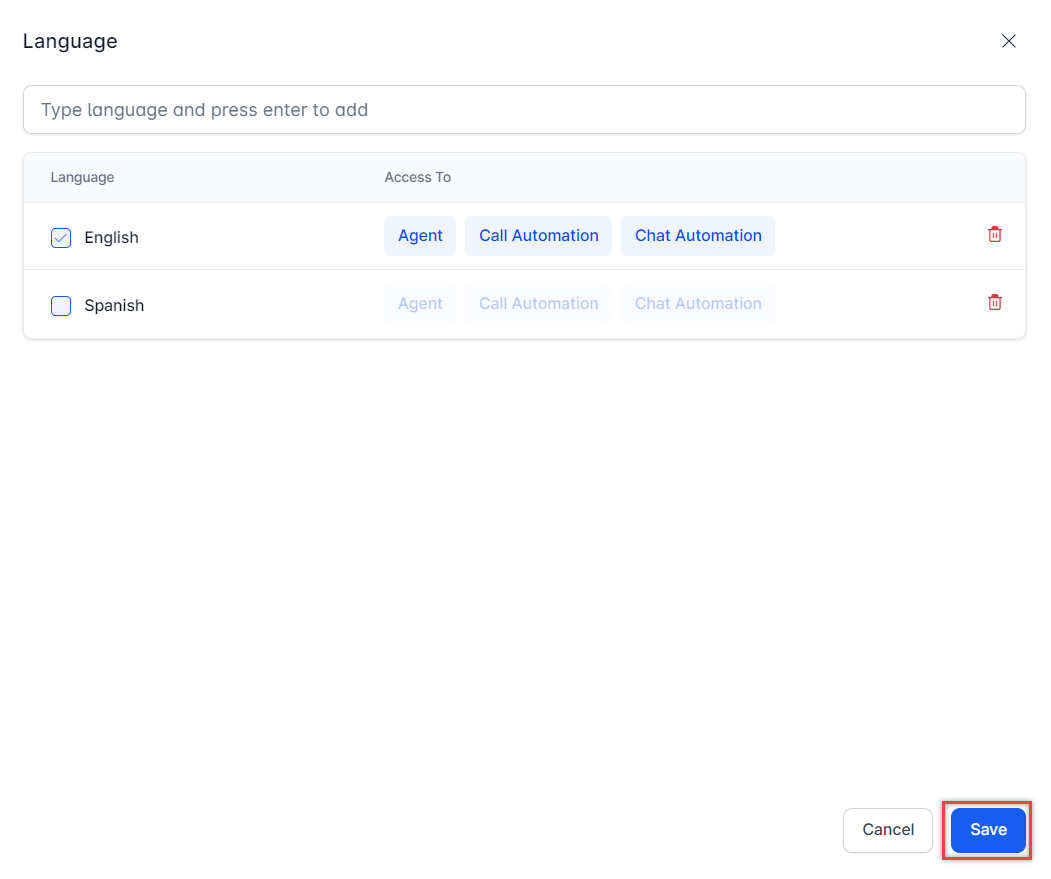 Language
Type language and press enter to add
Language Access To
English Agent Call Automation Chat Automation
Spanish Agent Call Automation Chat Automation
Cancel Save